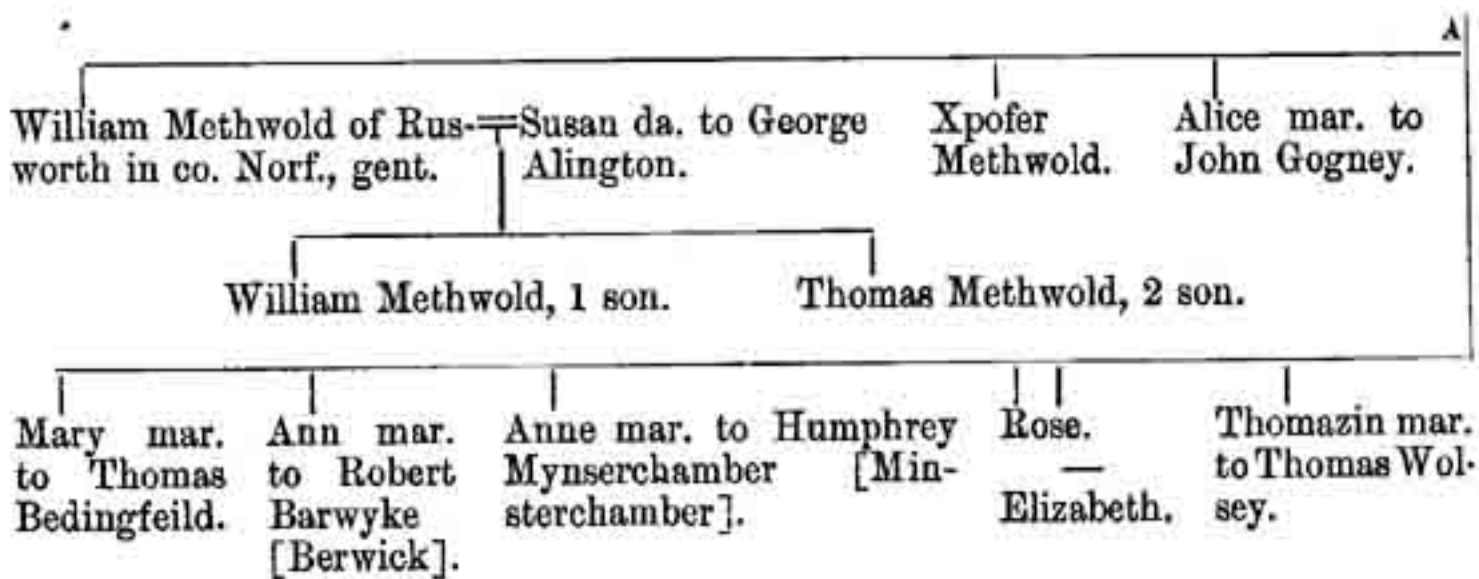 A
William Methwold of Rus-=Susan da. to George Xpofer Alice mar. to
worth in co. Norf., gent. Alington. Methwold. John Gogney.
William Methwold, 1 son. Thomas Methwold, 2 son.
Mary mar. Ann mar. Anne mar. to Humphrey Rose. Thomazin mar.
to Thomas to Robert Mynserchamber [Min- — to Thomas Wol-
Bedingfeild. Barwyke sterchamber]. Elizabeth. sey.
[Berwick].